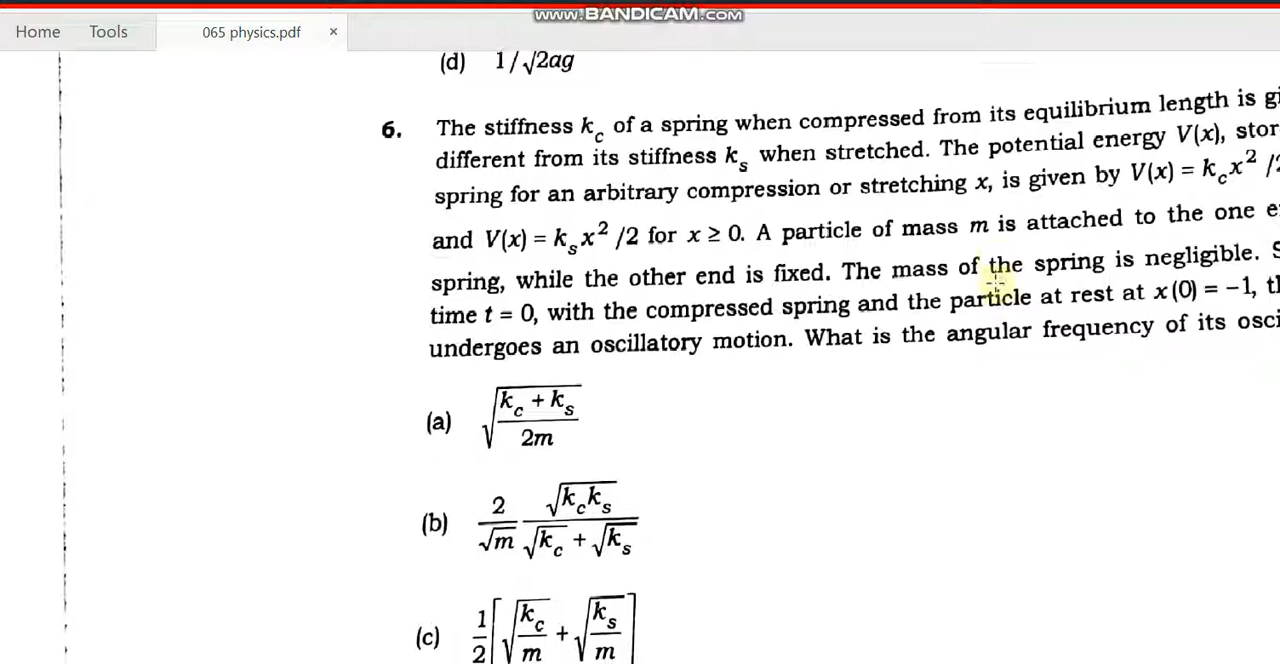 www.BANDICAM.com
Home Tools 065 physics.pdf ×
(d) 1/√2ag
6. The stiffness k_c of a spring when compressed from its equilibrium length is
different from its stiffness k_s when stretched. The potential energy V(x),
spring for an arbitrary compression or stretching x, is given by V(x) = k_c x² /
and V(x) = k_s x² /2 for x ≥ 0. A particle of mass m is attached to the one
spring, while the other end is fixed. The mass of the spring is negligible.
time t = 0, with the compressed spring and the particle at rest at x(0) = −1,
undergoes an oscillatory motion. What is the angular frequency of its
(a) √((k_c + k_s)/2m)
(b) 2/√m √(k_c k_s)/(√k_c + √k_s)
(c) 1/2[√(k_c/m) + √(k_s/m)]